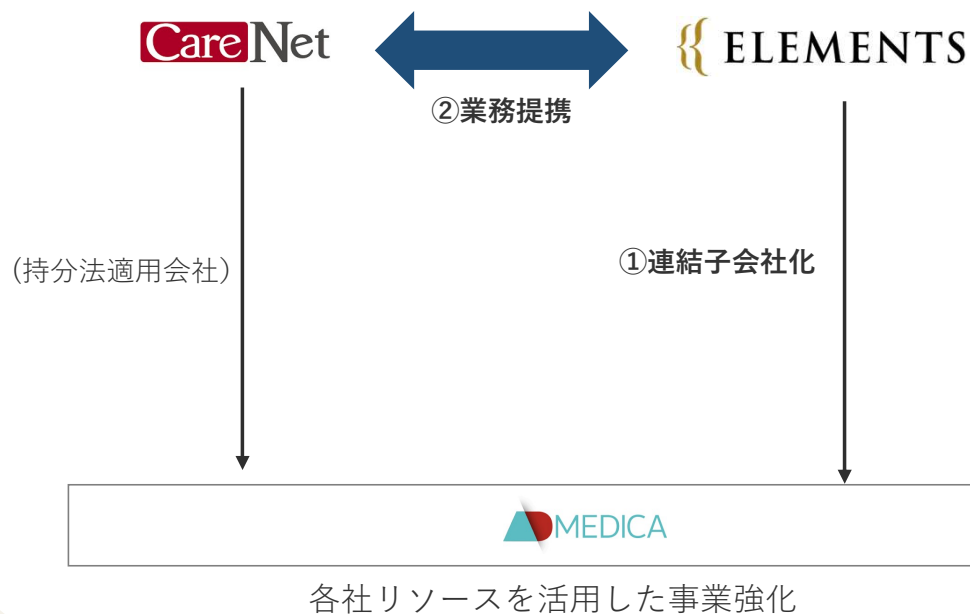 CareNet
ELEMENTS
②業務提携
(持分法適用会社)
①連結子会社化
ADMEDICA
各社リソースを活用した事業強化